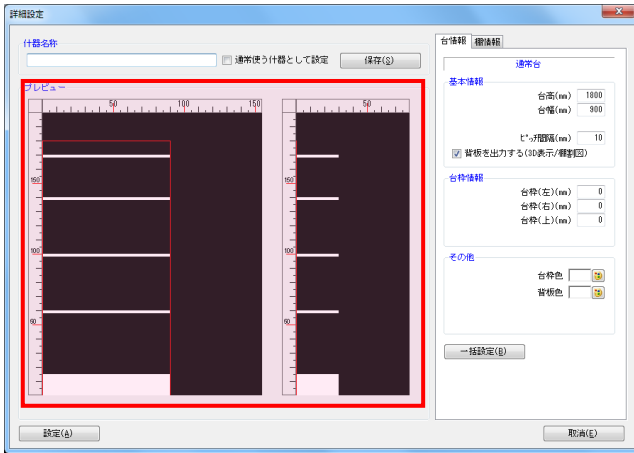 詳細設定
什器名称
通常使う什器として設定
保存(S)
プレビュー
50 100 150
50
150
100
50
150
100
50
台情報 棚情報
通常台
基本情報
台高(mm) 1800
台幅(mm) 900
ピッチ間隔(mm) 10
背板を出力する(3D表示/棚割図)
台枠情報
台枠(左)(mm) 0
台枠(右)(mm) 0
台枠(上)(mm) 0
その他
台枠色
背板色
一括設定(B)
設定(A)
取消(E)